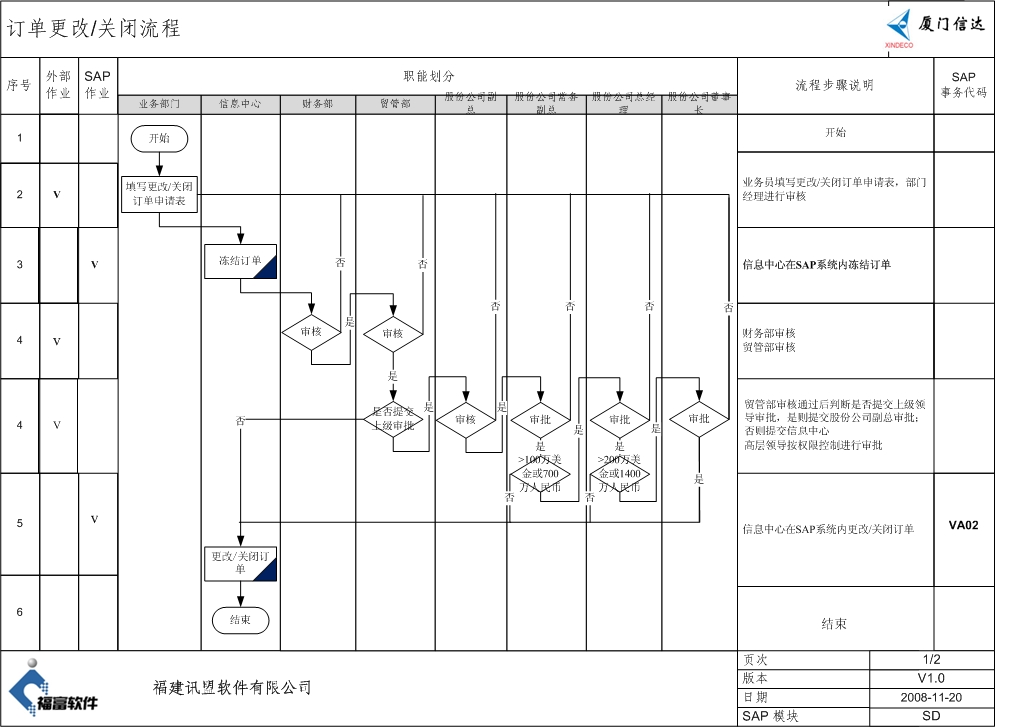 订单更改/关闭流程
厦门信达
XINDECO
序号
外部
作业
SAP
作业
职能划分
流程步骤说明
SAP
事务代码
业务部门
信息中心
财务部
贸管部
股份公司副
总
股份公司常务
副总
股份公司总经
理
股份公司董事
长
1
开始
开始
2
V
填写更改/关闭
订单申请表
业务员填写更改/关闭订单申请表，部门
经理进行审核
3
V
冻结订单
否
否
信息中心在SAP系统内冻结订单
否
否
否
否
4
V
审核
是
审核
财务部审核
贸管部审核
是
4
V
否
是否提交
上级审批
是
审核
是
审批
是
审批
是
审批
贸管部审核通过后判断是否提交上级领
导审批，是则提交股份公司副总审批；
否则提交信息中心
高层领导按权限控制进行审批
是
>100万美
金或700
万人民币
是
>200万美
金或1400
万人民币
是
否
否
5
V
信息中心在SAP系统内更改/关闭订单
VA02
更改/关闭订
单
6
结束
结束
福富软件
福建讯盟软件有限公司
页次
1/2
版本
V1.0
日期
2008-11-20
SAP 模块
SD